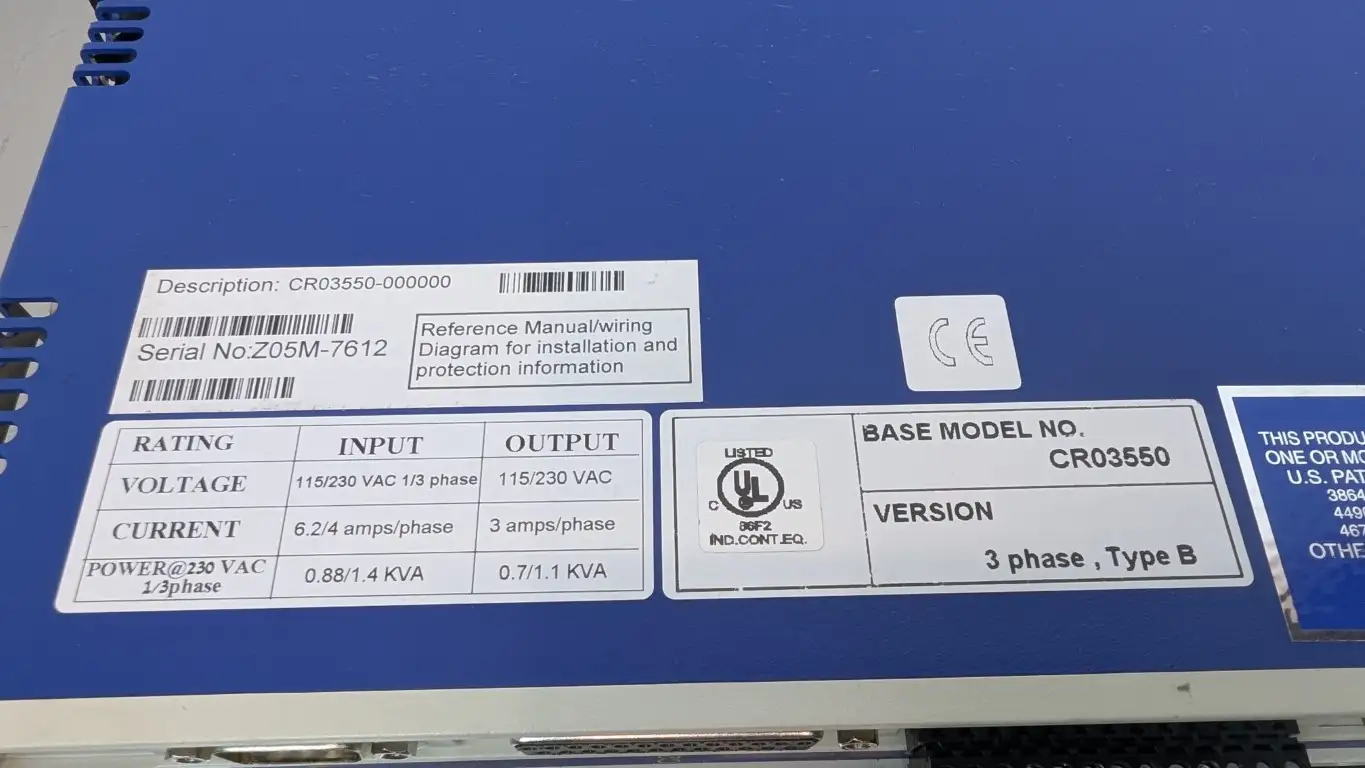 Description: CR03550-000000
Serial No:Z05M-7612
Reference Manual/wiring
Diagram for installation and
protection information
CE
RATING INPUT OUTPUT
VOLTAGE 115/230 VAC 1/3 phase 115/230 VAC
CURRENT 6.2/4 amps/phase 3 amps/phase
POWER@230 VAC
1/3phase 0.88/1.4 KVA 0.7/1.1 KVA
LISTED
C UL US
86F2
IND.CONT.EQ.
BASE MODEL NO.
CR03550
VERSION
3 phase , Type B
THIS PRODU
ONE OR MO
U.S. PAT
3864
449
467
OTHE